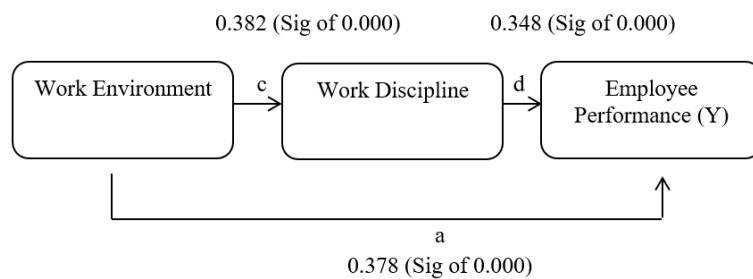 0.382 (Sig of 0.000) 0.348 (Sig of 0.000)
Work Environment
c
Work Discipline
d
Employee
Performance (Y)
a
0.378 (Sig of 0.000)